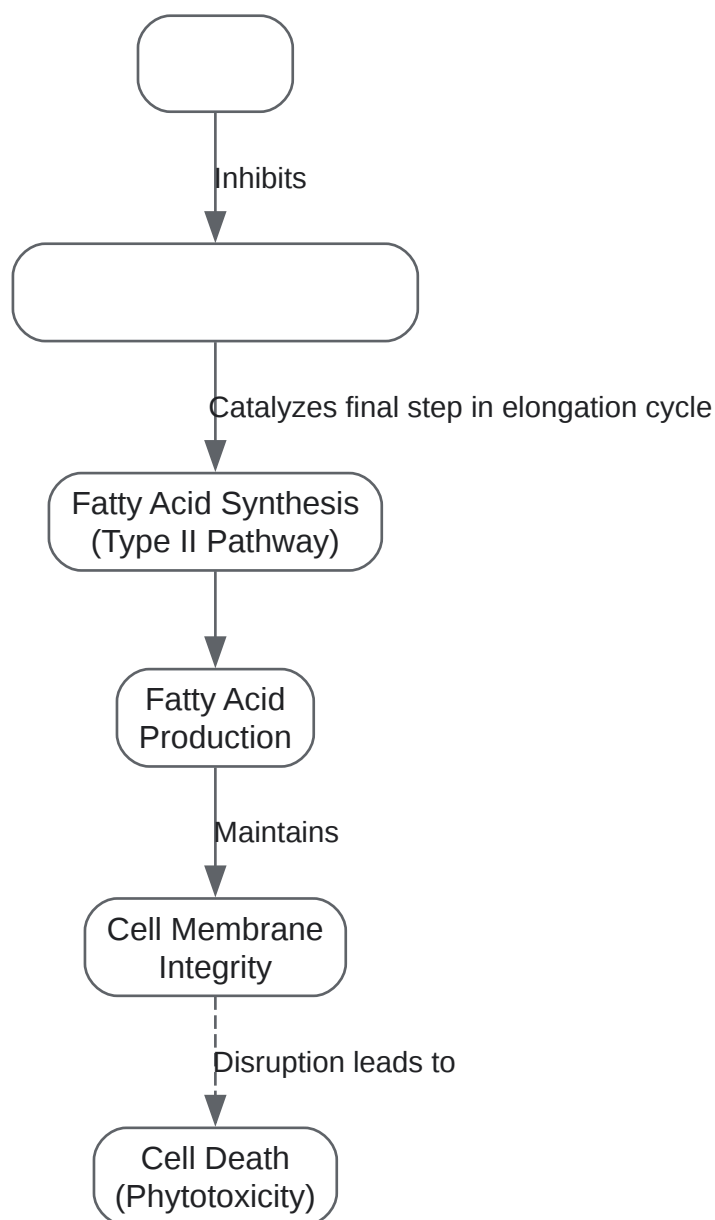 Inhibits
Catalyzes final step in elongation cycle
Fatty Acid Synthesis
(Type II Pathway)
Fatty Acid
Production
Maintains
Cell Membrane
Integrity
Disruption leads to
Cell Death
(Phytotoxicity)